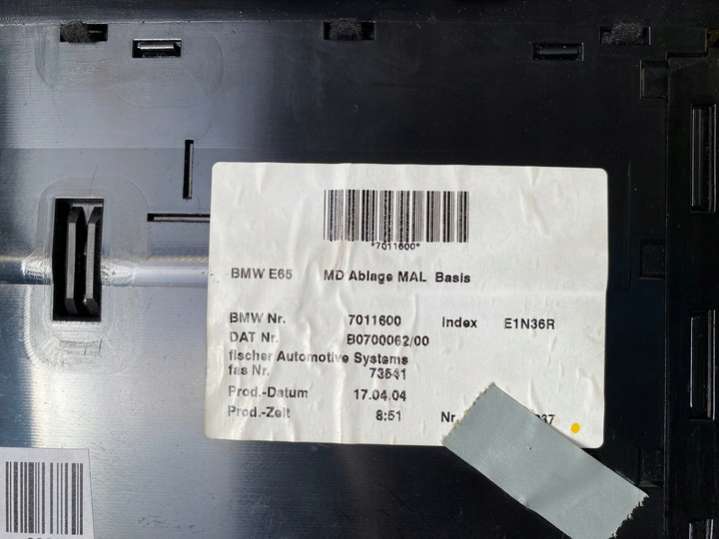 *7011600*
BMW E65 MD Ablage MAL Basis
BMW Nr. 7011600 Index E1N36R
DAT Nr. B0700062/00
fischer Automotive Systems
fas Nr.
Prod.-Datum 17.04.04
Prod.-Zeit 8:51 Nr